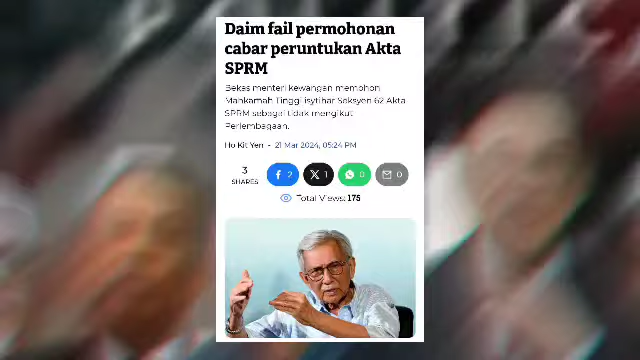 Daim fail permohonan
cabar peruntukan Akta
SPRM
Bekas menteri kewangan memohon
Mahkamah Tinggi isytihar Seksyen 62 Akta
SPRM sebagai tidak mengikut
Perlembagaan.
Ho Kit Yen - 21 Mar 2024, 05:24 PM
3
SHARES
2
1
0
0
Total Views: 175